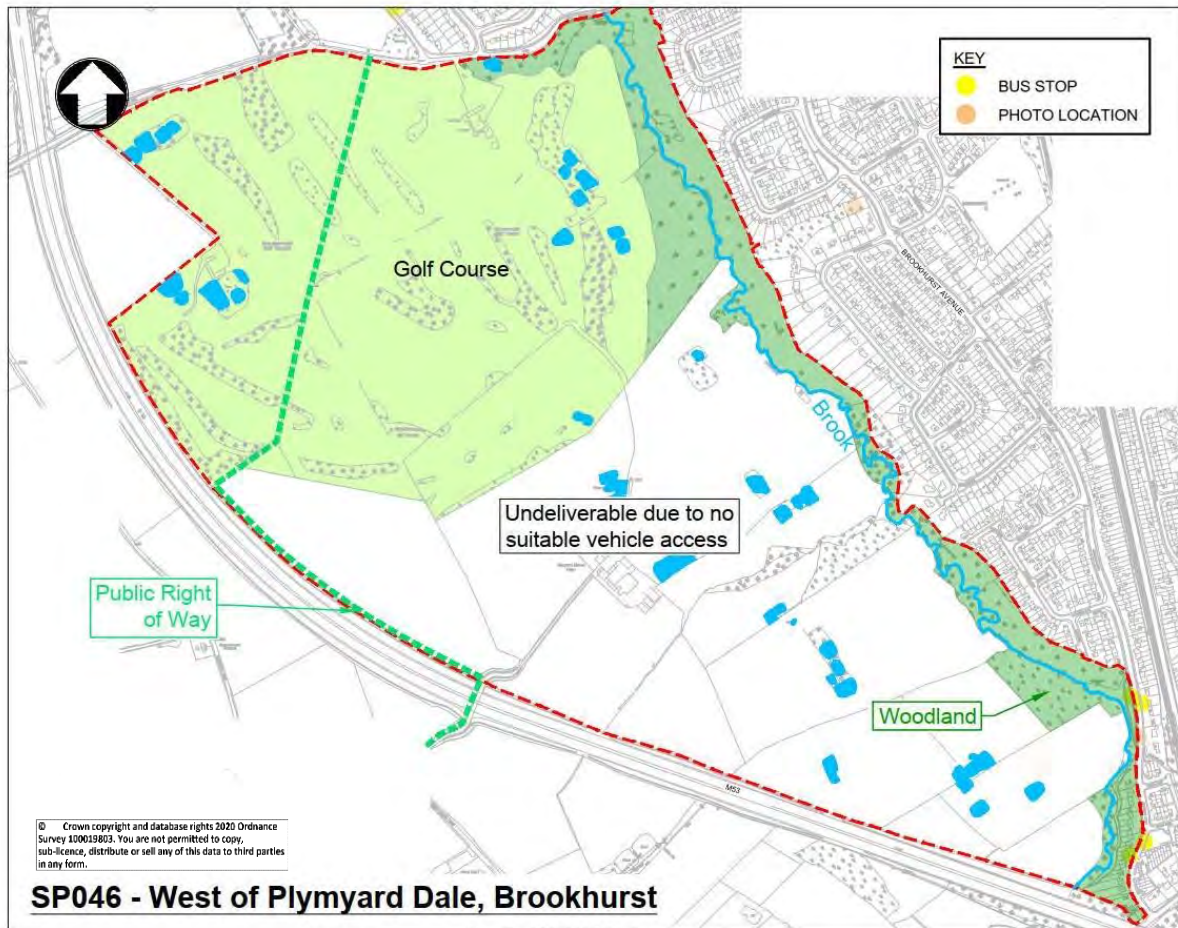 KEY
BUS STOP
PHOTO LOCATION
BROOKHURST AVENUE
Golf Course
Brook
Undeliverable due to no
suitable vehicle access
Public Right
of Way
Woodland
M53
© Crown copyright and database rights 2020 Ordnance
Survey 100019803. You are not permitted to copy,
sub-licence, distribute or sell any of this data to third parties
in any form.
SP046 - West of Plymyard Dale, Brookhurst